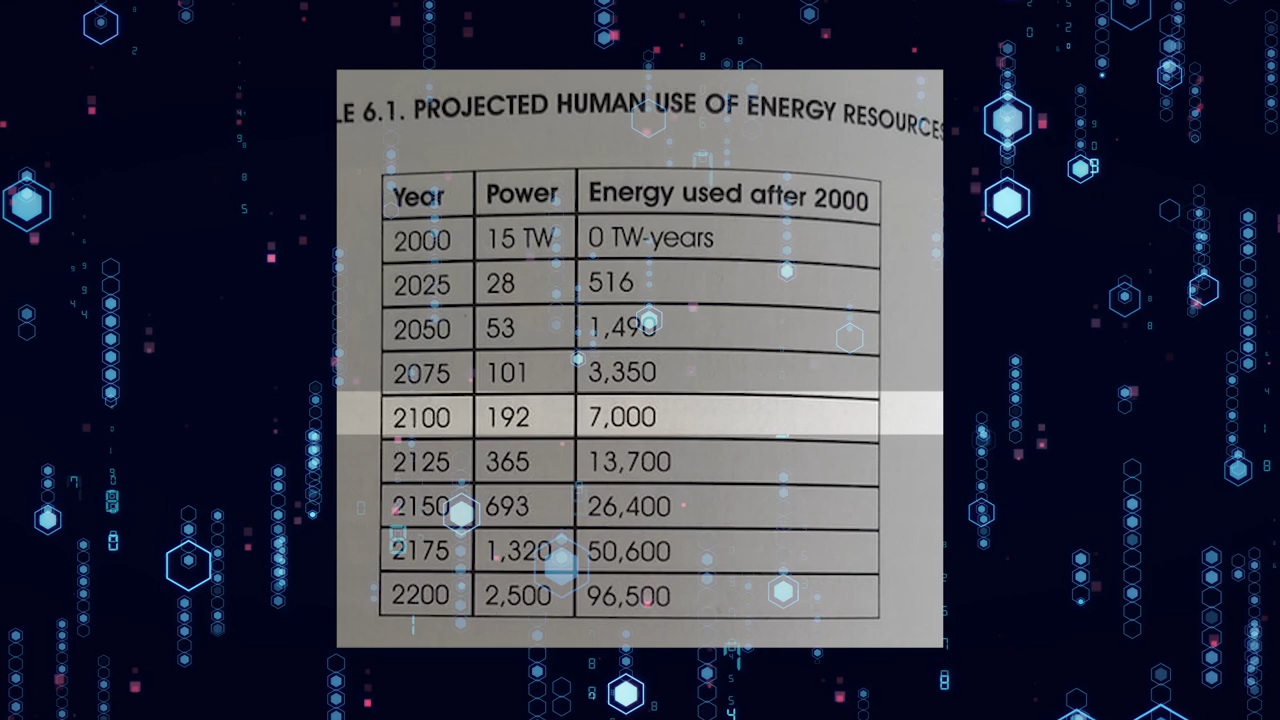 LE 6.1. PROJECTED HUMAN USE OF ENERGY RESOURCES
Year Power Energy used after 2000
2000 15 TW 0 TW-years
2025 28 516
2050 53 1,490
2075 101 3,350
2100 192 7,000
2125 365 13,700
2150 693 26,400
2175 1,320 50,600
2200 2,500 96,500